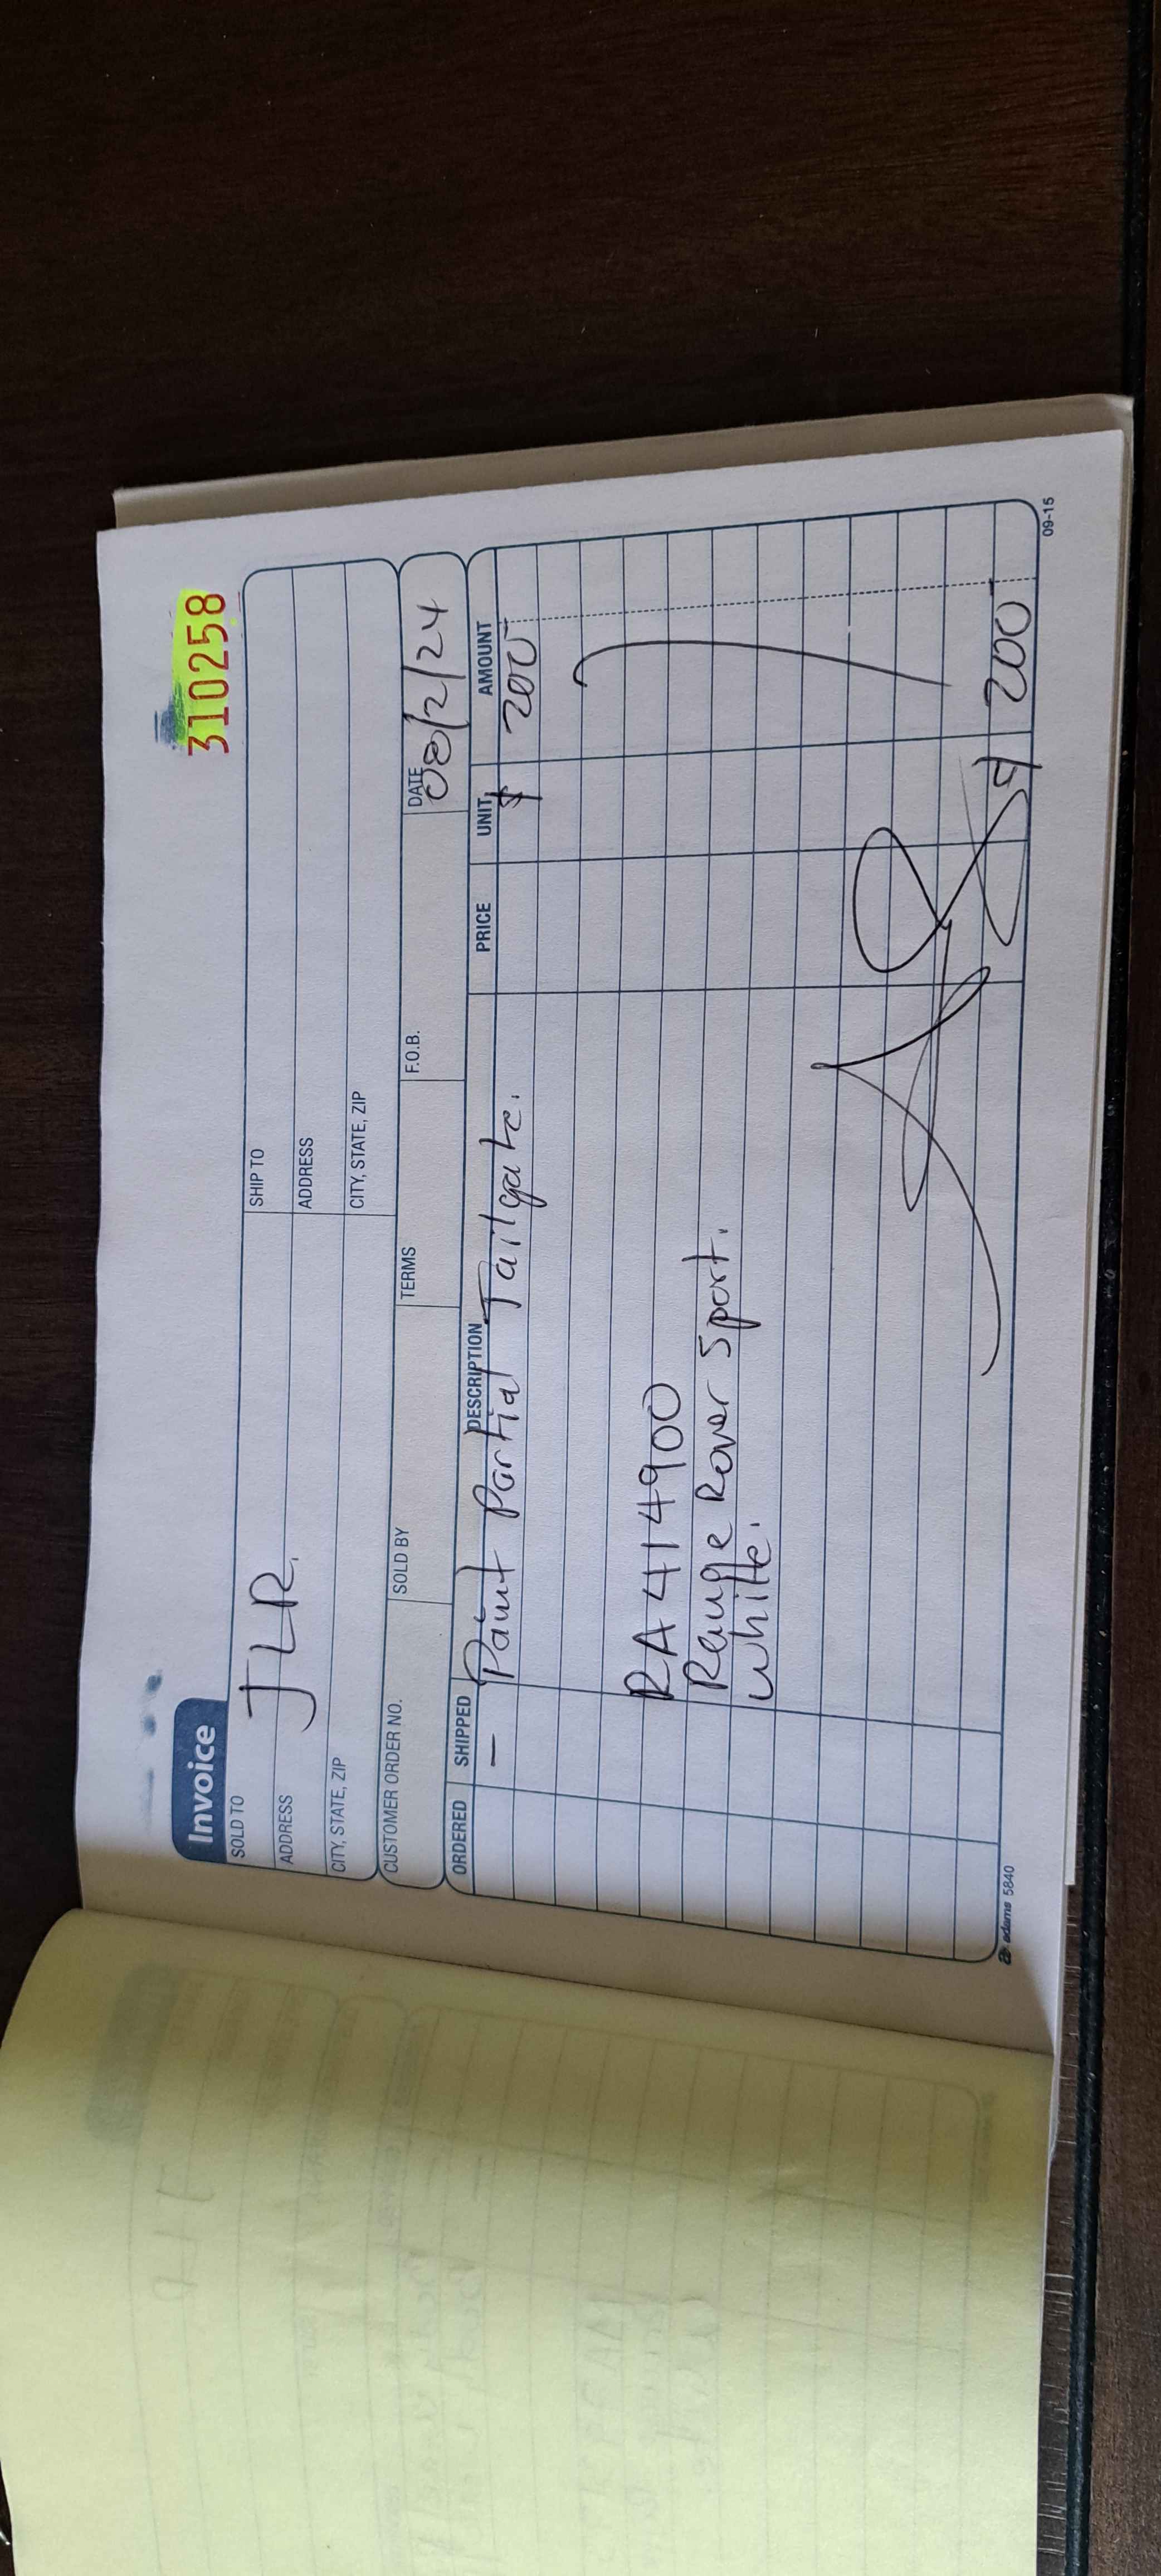 310258
Invoice
SOLD TO
JLR.
SHIP TO
ADDRESS
ADDRESS
CITY, STATE, ZIP
CITY, STATE, ZIP
CUSTOMER ORDER NO.
SOLD BY
TERMS
F.O.B.
DATE
08/2/24
ORDERED SHIPPED DESCRIPTION PRICE UNIT AMOUNT
– Paint Partial Tailgate. $ 200
RA414900
Range Rover Sport.
White.
$ 200
adams 5840
09-15